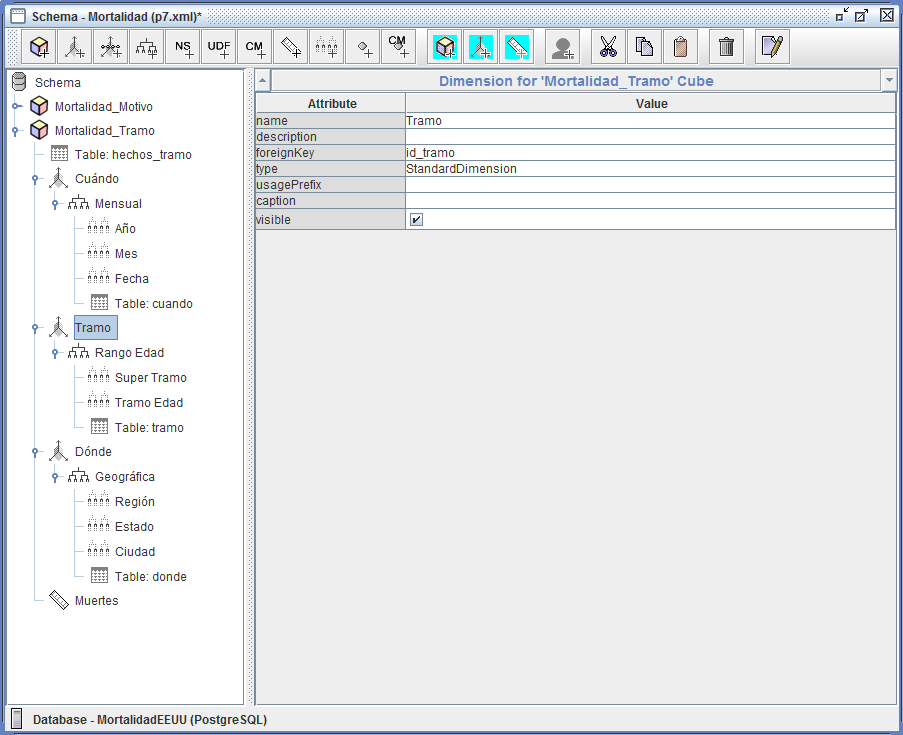 Schema - Mortalidad (p7.xml)*
NS UDF CM CM
Schema
Mortalidad_Motivo
Mortalidad_Tramo
Table: hechos_tramo
Cuándo
Mensual
Año
Mes
Fecha
Table: cuando
Tramo
Rango Edad
Super Tramo
Tramo Edad
Table: tramo
Dónde
Geográfica
Región
Estado
Ciudad
Table: donde
Muertes
Dimension for 'Mortalidad_Tramo' Cube
Attribute Value
name Tramo
description
foreignKey id_tramo
type StandardDimension
usagePrefix
caption
visible
Database - MortalidadEEUU (PostgreSQL)